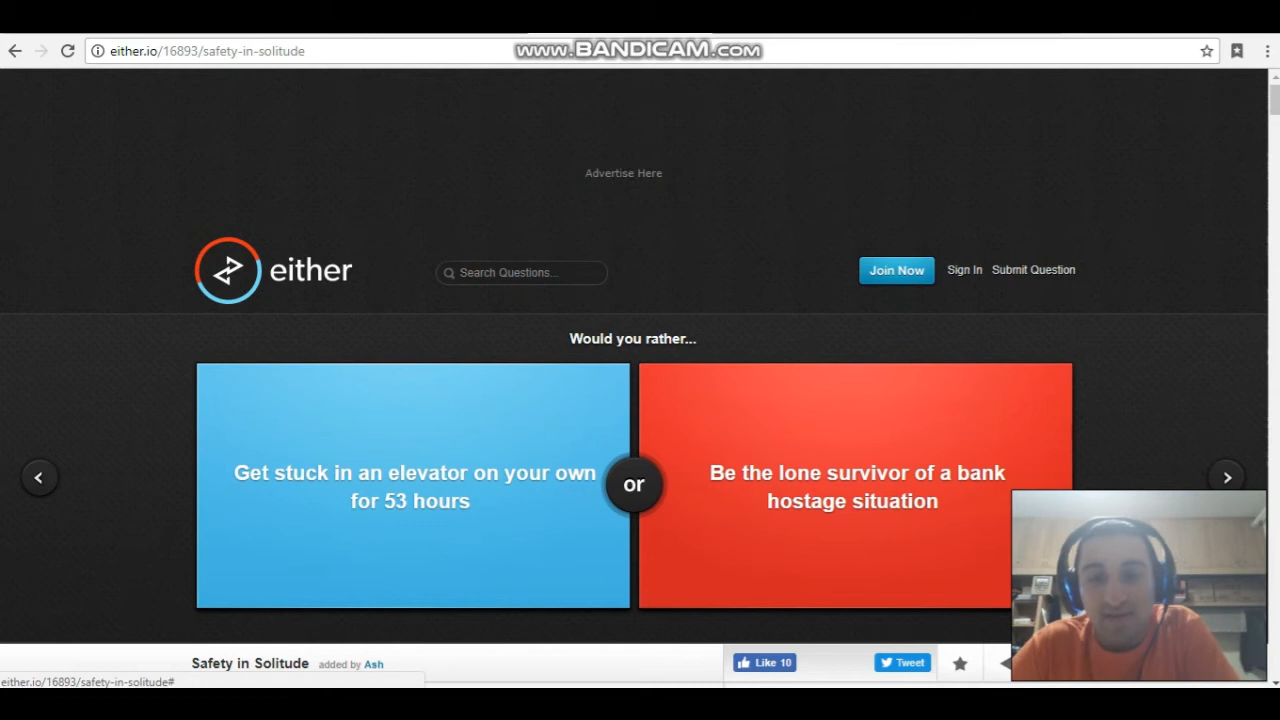 either.io/16893/safety-in-solitude
www.BANDICAM.com
Advertise Here
either
Search Questions...
Join Now
Sign In
Submit Question
Would you rather...
Get stuck in an elevator on your own
for 53 hours
or
Be the lone survivor of a bank
hostage situation
Safety in Solitude added by Ash
Like 10
Tweet
either.io/16893/safety-in-solitude#